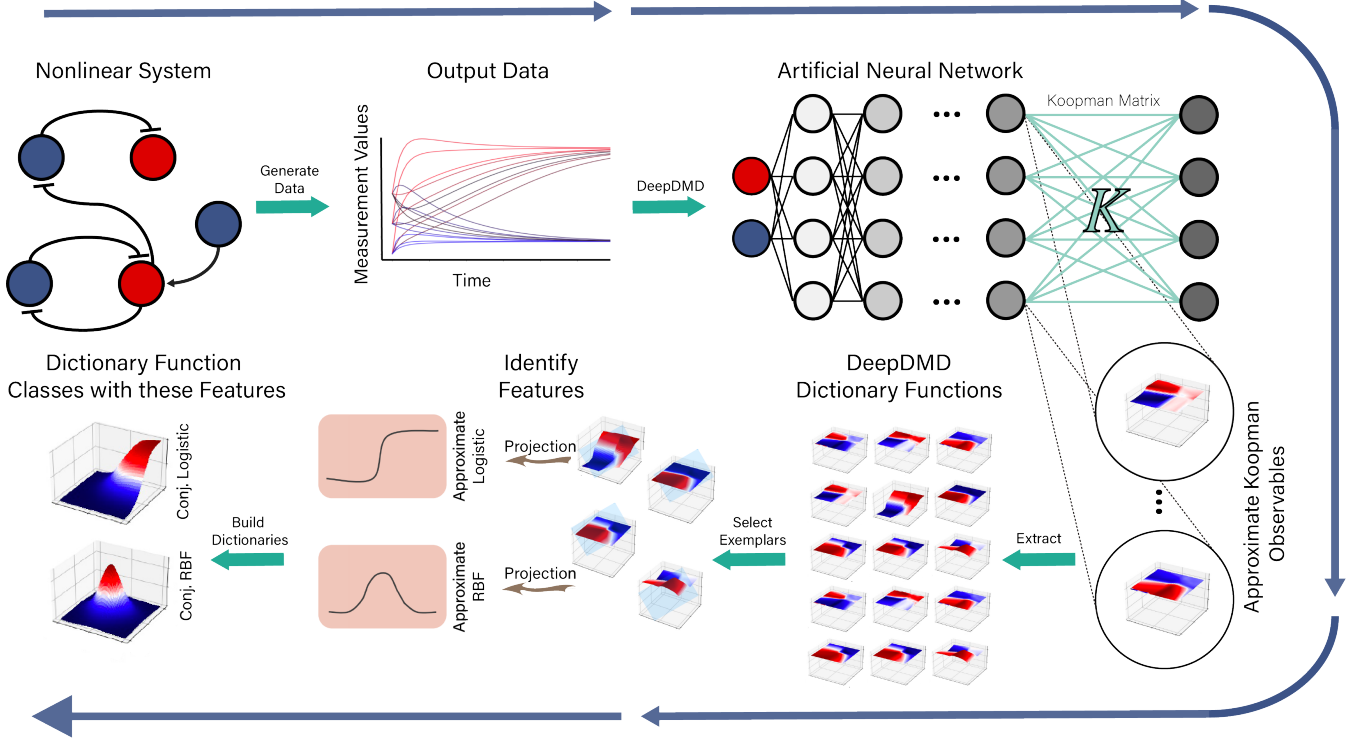 Nonlinear System
Output Data
Artificial Neural Network
Generate
Data
Measurement Values
Time
DeepDMD
Koopman Matrix
K
Dictionary Function
Classes with these Features
Identify
Features
DeepDMD
Dictionary Functions
Conj. Logistic
Conj. RBF
Build
Dictionaries
Approximate
Logistic
Approximate
RBF
Projection
Projection
Select
Exemplars
Extract
Approximate Koopman
Observables